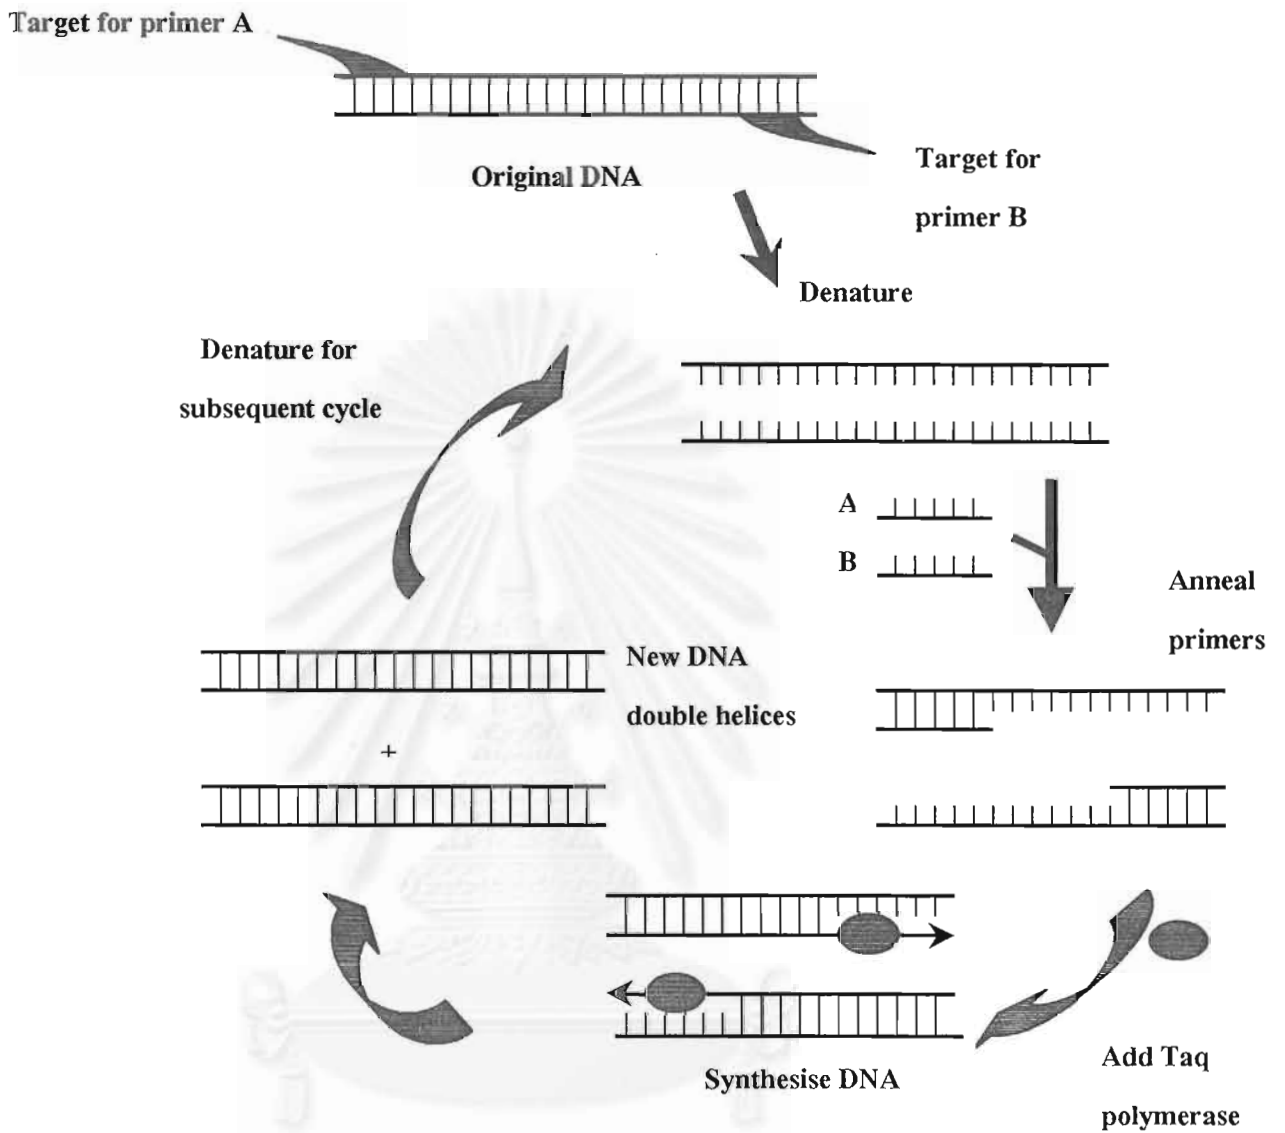 Target for primer A
Original DNA
Target for
primer B
Denature
Denature for
subsequent cycle
A
B
Anneal
primers
New DNA
double helices
+
Synthesise DNA
Add Taq
polymerase